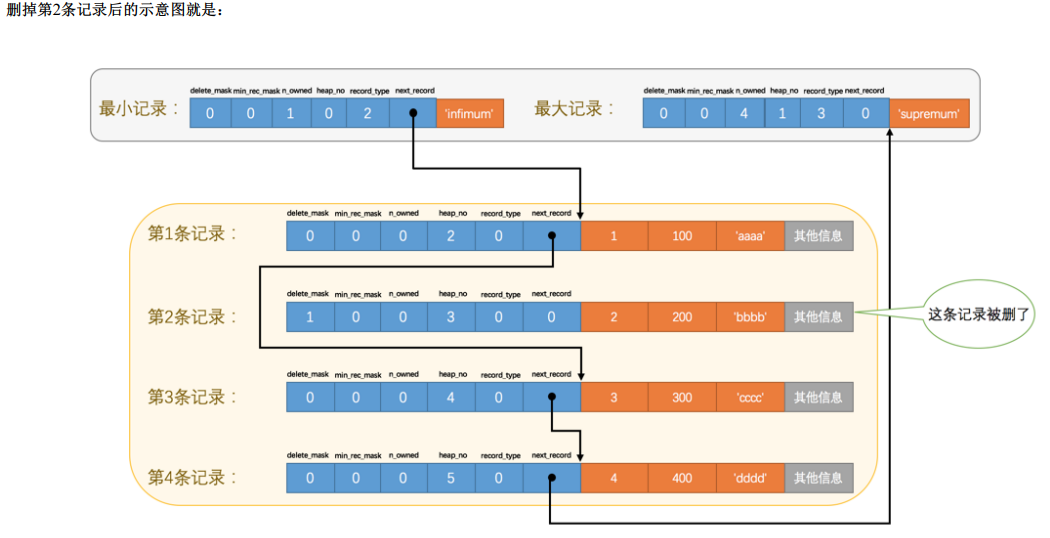 删掉第2条记录后的示意图就是：
delete_mask min_rec_mask n_owned heap_no record_type next_record
最小记录： 0 0 1 0 2 'infimum'
delete_mask min_rec_mask n_owned heap_no record_type next_record
最大记录： 0 0 4 1 3 0 'supremum'
delete_mask min_rec_mask n_owned heap_no record_type next_record
第1条记录： 0 0 0 2 0 1 100 'aaaa' 其他信息
delete_mask min_rec_mask n_owned heap_no record_type next_record
第2条记录： 1 0 0 3 0 0 2 200 'bbbb' 其他信息
这条记录被删了
delete_mask min_rec_mask n_owned heap_no record_type next_record
第3条记录： 0 0 0 4 0 3 300 'cccc' 其他信息
delete_mask min_rec_mask n_owned heap_no record_type next_record
第4条记录： 0 0 0 5 0 4 400 'dddd' 其他信息